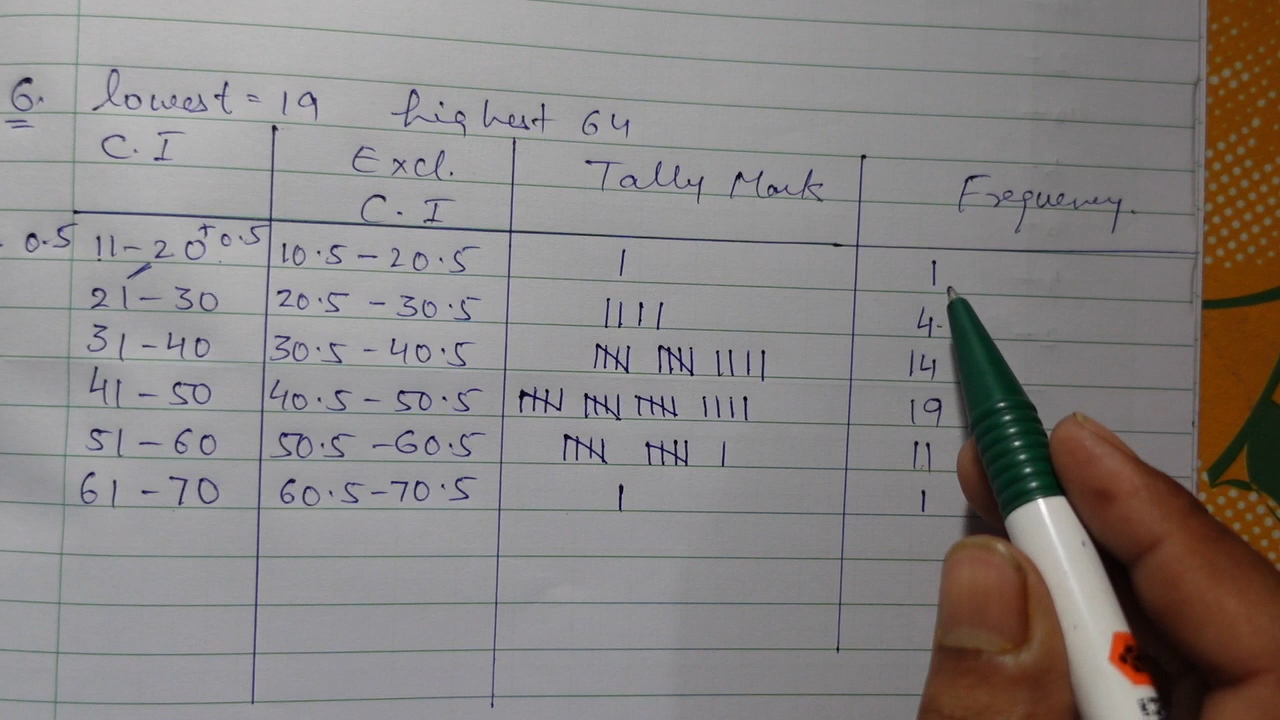 6. lowest = 19 highest 64
C.I Excl. C.I Tally Mark Frequency.
- 0.5 11-20 +0.5 10.5-20.5 | 1
21-30 20.5-30.5 |||| 4
31-40 30.5-40.5 𝍸 𝍸 |||| 14
41-50 40.5-50.5 𝍸 𝍸 𝍸 |||| 19
51-60 50.5-60.5 𝍸 𝍸 | 11
61-70 60.5-70.5 | 1